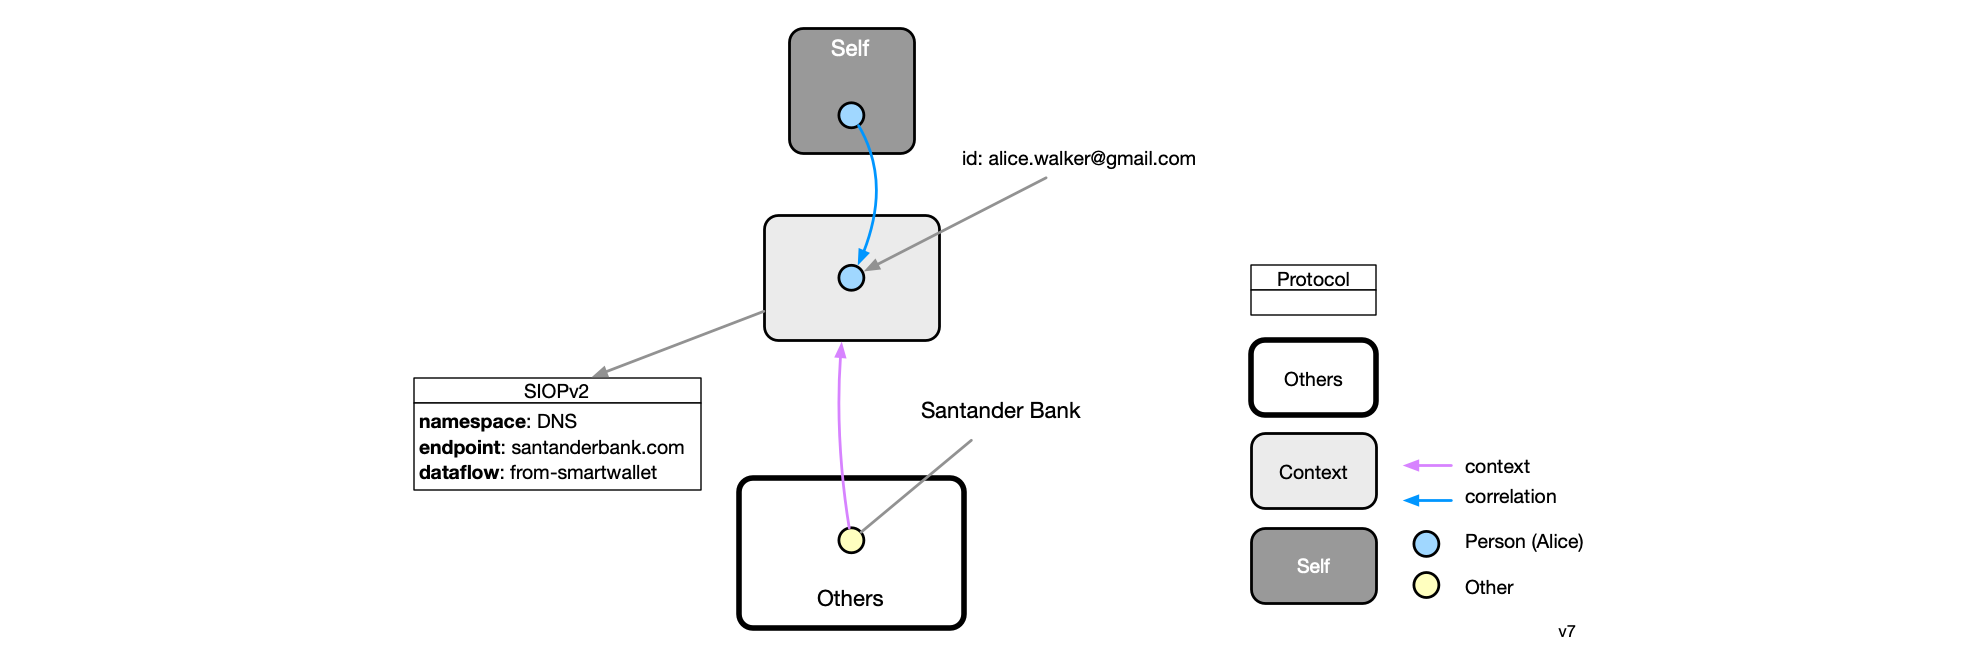 Self
id: alice.walker@gmail.com
SIOPv2
namespace: DNS
endpoint: santanderbank.com
dataflow: from-smartwallet
Santander Bank
Others
Protocol
Others
Context
Self
context
correlation
Person (Alice)
Other
v7